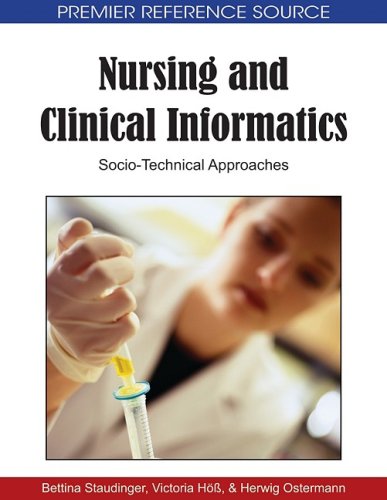 PREMIER REFERENCE SOURCE
Nursing and
Clinical Informatics
Socio-Technical Approaches
Bettina Staudinger, Victoria Höß, & Herwig Ostermann